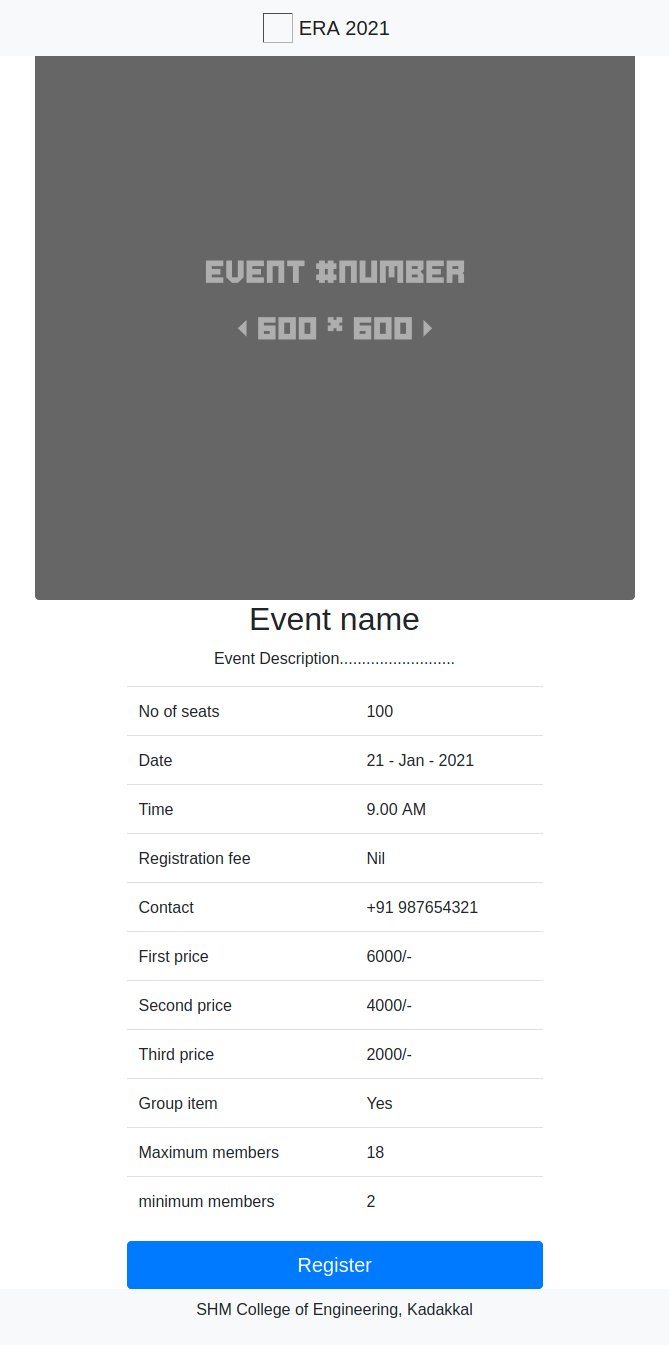 ERA 2021
EVENT #NUMBER
< 600 * 600 >
Event name
Event Description..........................
No of seats 100
Date 21 - Jan - 2021
Time 9.00 AM
Registration fee Nil
Contact +91 987654321
First price 6000/-
Second price 4000/-
Third price 2000/-
Group item Yes
Maximum members 18
minimum members 2
Register
SHM College of Engineering, Kadakkal